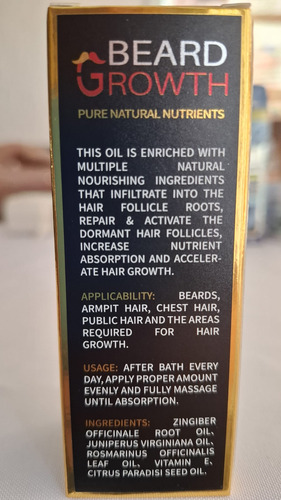 BEARD
GROWTH
PURE NATURAL NUTRIENTS
THIS OIL IS ENRICHED WITH
MULTIPLE NATURAL
NOURISHING INGREDIENTS
THAT INFILTRATE INTO THE
HAIR FOLLICLE ROOTS,
REPAIR & ACTIVATE THE
DORMANT HAIR FOLLICLES,
INCREASE NUTRIENT
ABSORPTION AND ACCELER-
ATE HAIR GROWTH.
APPLICABILITY: BEARDS,
ARMPIT HAIR, CHEST HAIR,
PUBLIC HAIR AND THE AREAS
REQUIRED FOR HAIR
GROWTH.
USAGE: AFTER BATH EVERY
DAY, APPLY PROPER AMOUNT
EVENLY AND FULLY MASSAGE
UNTIL ABSORPTION.
INGREDIENTS: ZINGIBER
OFFICINALE ROOT OIL,
JUNIPERUS VIRGINIANA OIL,
ROSMARINUS OFFICINALIS
LEAF OIL, VITAMIN E,
CITRUS PARADISI SEED OIL.